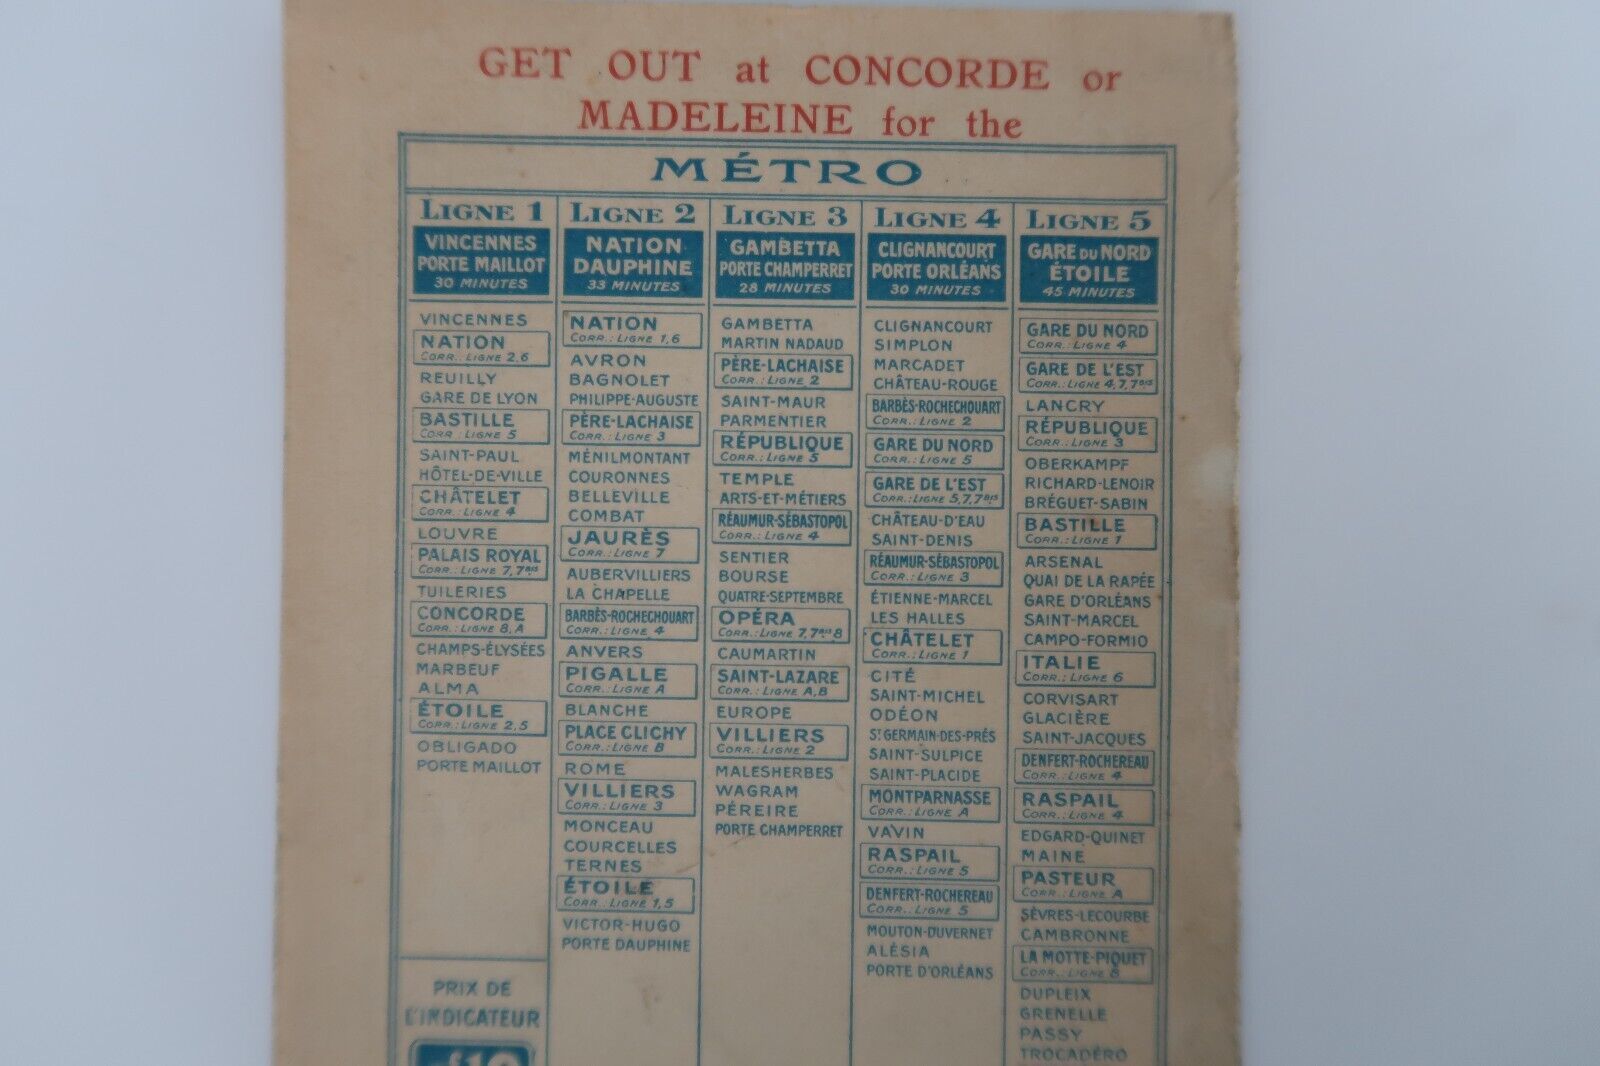 GET OUT at CONCORDE or
MADELEINE for the
MÉTRO
LIGNE 1
VINCENNES
PORTE MAILLOT
30 MINUTES
VINCENNES
NATION
CORR.: LIGNE 2,6
REUILLY
GARE DE LYON
BASTILLE
CORR.: LIGNE 5
SAINT-PAUL
HÔTEL-DE-VILLE
CHÂTELET
CORR.: LIGNE 4
LOUVRE
PALAIS ROYAL
CORR.: LIGNE 7, 7BIS
TUILERIES
CONCORDE
CORR.: LIGNE 8, A
CHAMPS-ÉLYSÉES
MARBEUF
ALMA
ÉTOILE
CORR.: LIGNE 2,5
OBLIGADO
PORTE MAILLOT
PRIX DE
L'INDICATEUR
LIGNE 2
NATION
DAUPHINE
33 MINUTES
NATION
CORR.: LIGNE 1,6
AVRON
BAGNOLET
PHILIPPE-AUGUSTE
PÈRE-LACHAISE
CORR.: LIGNE 3
MÉNILMONTANT
COURONNES
BELLEVILLE
COMBAT
JAURÈS
CORR.: LIGNE 7
AUBERVILLIERS
LA CHAPELLE
BARBÈS-ROCHECHOUART
CORR.: LIGNE 4
ANVERS
PIGALLE
CORR.: LIGNE A
BLANCHE
PLACE CLICHY
CORR.: LIGNE B
ROME
VILLIERS
CORR.: LIGNE 3
MONCEAU
COURCELLES
TERNES
ÉTOILE
CORR.: LIGNE 1,5
VICTOR-HUGO
PORTE DAUPHINE
LIGNE 3
GAMBETTA
PORTE CHAMPERRET
28 MINUTES
GAMBETTA
MARTIN NADAUD
PÈRE-LACHAISE
CORR.: LIGNE 2
SAINT-MAUR
PARMENTIER
RÉPUBLIQUE
CORR.: LIGNE 5
TEMPLE
ARTS-ET-MÉTIERS
RÉAUMUR-SÉBASTOPOL
CORR.: LIGNE 4
SENTIER
BOURSE
QUATRE-SEPTEMBRE
OPÉRA
CORR.: LIGNE 7, 7BIS 8
CAUMARTIN
SAINT-LAZARE
CORR.: LIGNE A, B
EUROPE
VILLIERS
CORR.: LIGNE 2
MALESHERBES
WAGRAM
PÉREIRE
PORTE CHAMPERRET
LIGNE 4
CLIGNANCOURT
PORTE ORLÉANS
30 MINUTES
CLIGNANCOURT
SIMPLON
MARCADET
CHÂTEAU-ROUGE
BARBÈS-ROCHECHOUART
CORR.: LIGNE 2
GARE DU NORD
CORR.: LIGNE 5
GARE DE L'EST
CORR.: LIGNE 5,7,7BIS
CHÂTEAU-D'EAU
SAINT-DENIS
RÉAUMUR-SÉBASTOPOL
CORR.: LIGNE 3
ÉTIENNE-MARCEL
LES HALLES
CHÂTELET
CORR.: LIGNE 1
CITÉ
SAINT-MICHEL
ODÉON
ST GERMAIN-DES-PRÉS
SAINT-SULPICE
SAINT-PLACIDE
MONTPARNASSE
CORR.: LIGNE A
VAVIN
RASPAIL
CORR.: LIGNE 5
DENFERT-ROCHEREAU
CORR.: LIGNE 5
MOUTON-DUVERNET
ALÉSIA
PORTE D'ORLÉANS
LIGNE 5
GARE DU NORD
ÉTOILE
45 MINUTES
GARE DU NORD
CORR.: LIGNE 4
GARE DE L'EST
CORR.: LIGNE 4,7,7BIS
LANCRY
RÉPUBLIQUE
CORR.: LIGNE 3
OBERKAMPF
RICHARD-LENOIR
BRÉGUET-SABIN
BASTILLE
CORR.: LIGNE 1
ARSENAL
QUAI DE LA RAPÉE
GARE D'ORLÉANS
SAINT-MARCEL
CAMPO-FORMIO
ITALIE
CORR.: LIGNE 6
CORVISART
GLACIÈRE
SAINT-JACQUES
DENFERT-ROCHEREAU
CORR.: LIGNE 4
RASPAIL
CORR.: LIGNE 4
EDGARD-QUINET
MAINE
PASTEUR
CORR.: LIGNE A
SÈVRES-LECOURBE
CAMBRONNE
LA MOTTE-PIQUET
CORR.: LIGNE 8
DUPLEIX
GRENELLE
PASSY
TROCADÉRO